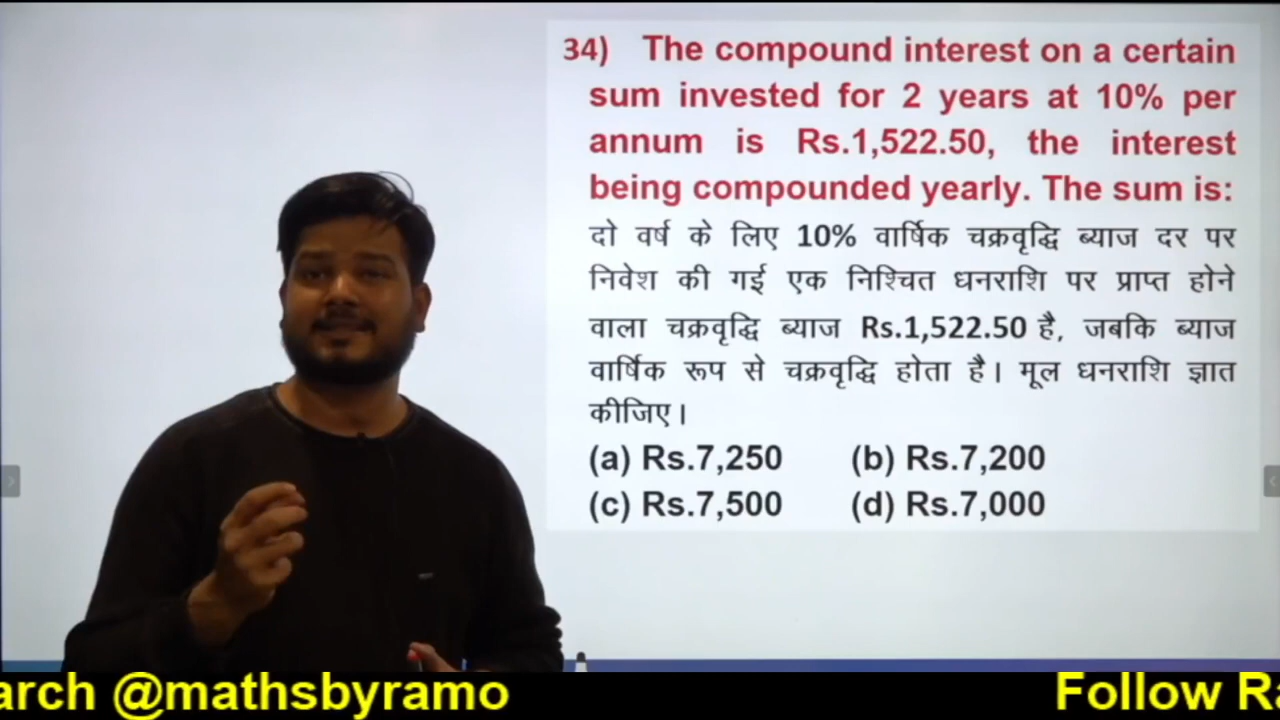 34) The compound interest on a certain
sum invested for 2 years at 10% per
annum is Rs.1,522.50, the interest
being compounded yearly. The sum is:
दो वर्ष के लिए 10% वार्षिक चक्रवृद्धि ब्याज दर पर
निवेश की गई एक निश्चित धनराशि पर प्राप्त होने
वाला चक्रवृद्धि ब्याज Rs.1,522.50 है, जबकि ब्याज
वार्षिक रूप से चक्रवृद्धि होता है। मूल धनराशि ज्ञात
कीजिए।
(a) Rs.7,250 (b) Rs.7,200
(c) Rs.7,500 (d) Rs.7,000
arch @mathsbyramo Follow Ra